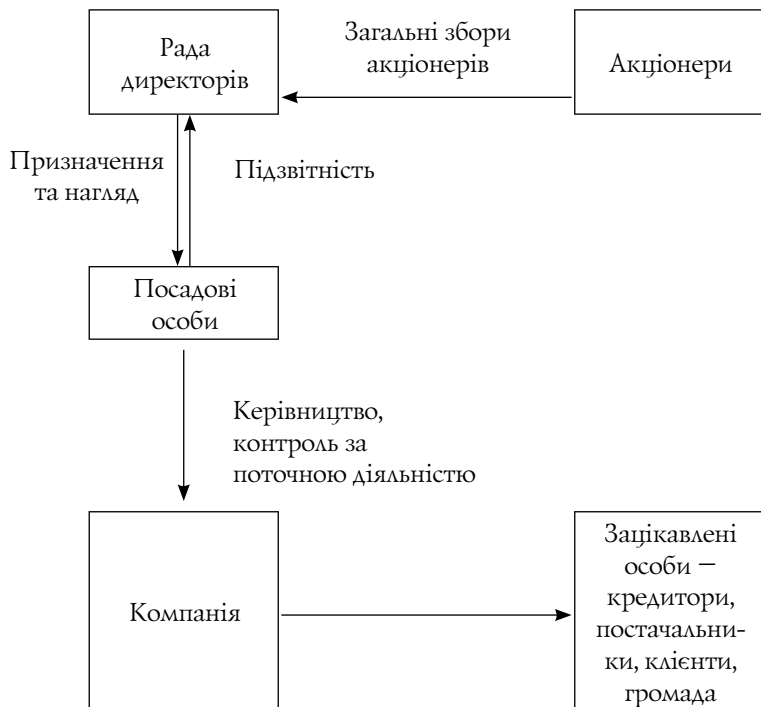 Рада
директорів
Загальні збори
акціонерів
Акціонери
Призначення
та нагляд
Підзвітність
Посадові
особи
Керівництво,
контроль за
поточною діяльністю
Компанія
Зацікавлені
особи —
кредитори,
постачальни-
ки, клієнти,
громада